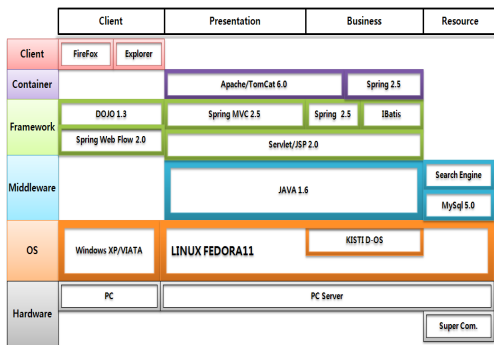 Client Presentation Business Resource
Client FireFox Explorer
Container Apache/TomCat 6.0 Spring 2.5
Framework DOJO 1.3 Spring MVC 2.5 Spring 2.5 IBatis
Spring Web Flow 2.0 Servlet/JSP 2.0
Middleware JAVA 1.6 Search Engine
MySql 5.0
OS Windows XP/VIATA LINUX FEDORA11 KISTI D-OS
Hardware PC PC Server
Super Com.